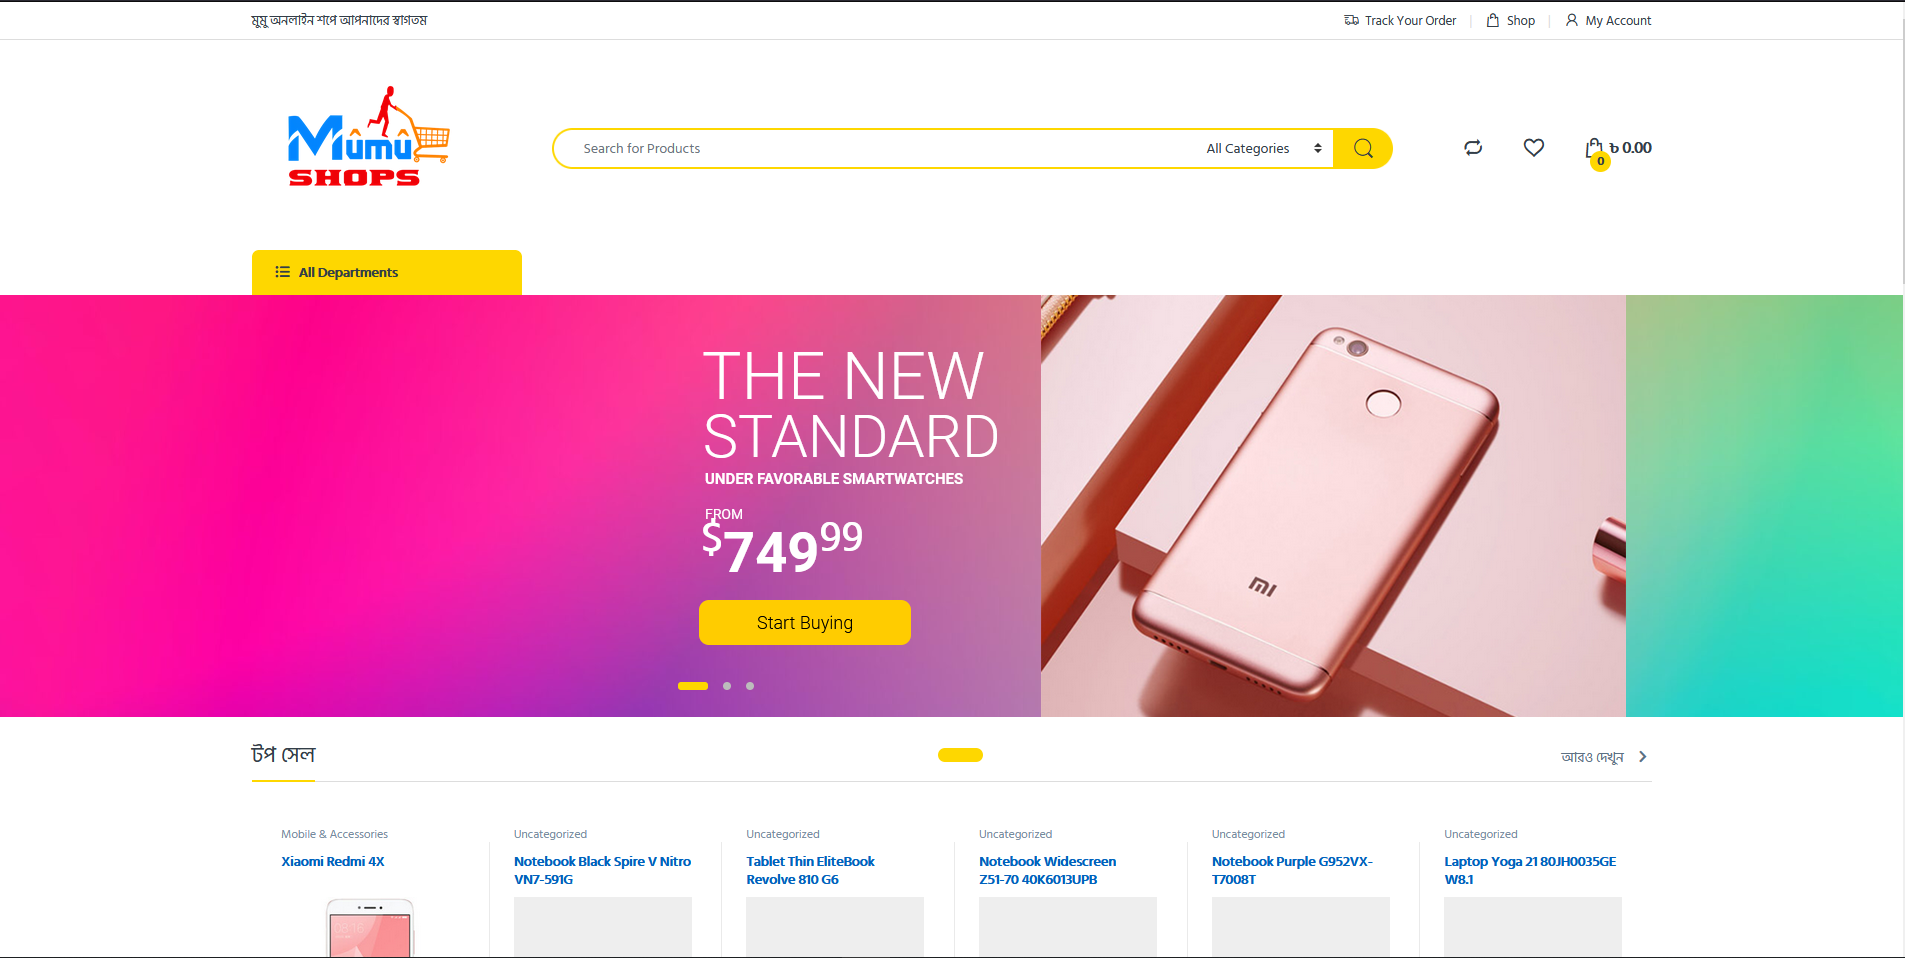 মুমু অনলাইন শপে আপনাদের স্বাগতম
Track Your Order
Shop
My Account
Mûmû
SHOPS
Search for Products
All Categories
৳ 0.00
0
All Departments
THE NEW
STANDARD
UNDER FAVORABLE SMARTWATCHES
FROM
$749 99
Start Buying
MI
টপ সেল
আরও দেখুন
Mobile & Accessories
Xiaomi Redmi 4X
Uncategorized
Notebook Black Spire V Nitro
VN7-591G
Uncategorized
Tablet Thin EliteBook
Revolve 810 G6
Uncategorized
Notebook Widescreen
Z51-70 40K6013UPB
Uncategorized
Notebook Purple G952VX-
T7008T
Uncategorized
Laptop Yoga 21 80JH0035GE
W8.1